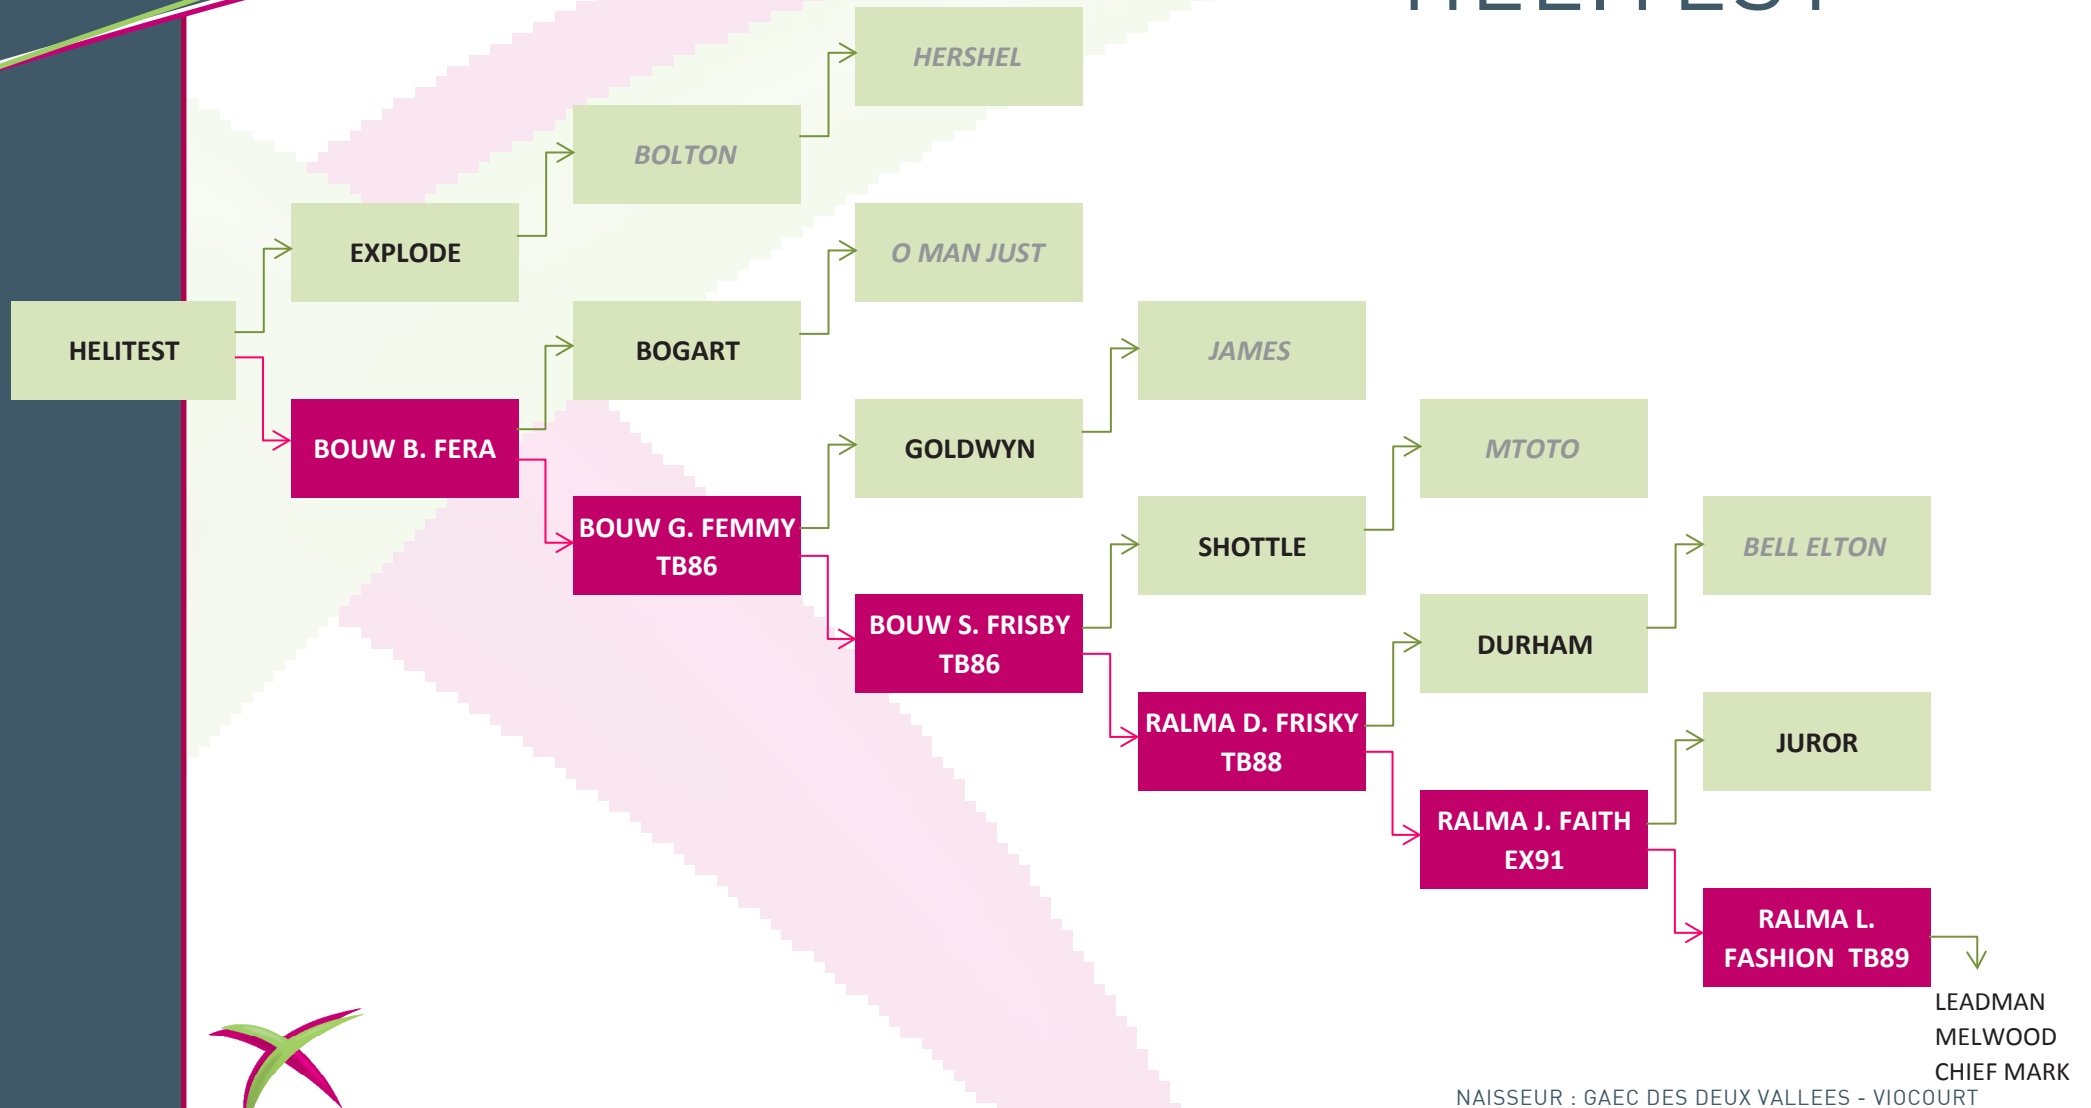 HELITEST
HERSHEL
BOLTON
EXPLODE
O MAN JUST
HELITEST
BOGART
JAMES
BOUW B. FERA
GOLDWYN
MTOTO
BOUW G. FEMMY
TB86
SHOTTLE
BELL ELTON
BOUW S. FRISBY
TB86
DURHAM
RALMA D. FRISKY
TB88
JUROR
RALMA J. FAITH
EX91
RALMA L.
FASHION TB89
LEADMAN
MELWOOD
CHIEF MARK
NAISSEUR : GAEC DES DEUX VALLEES - VIOCOURT